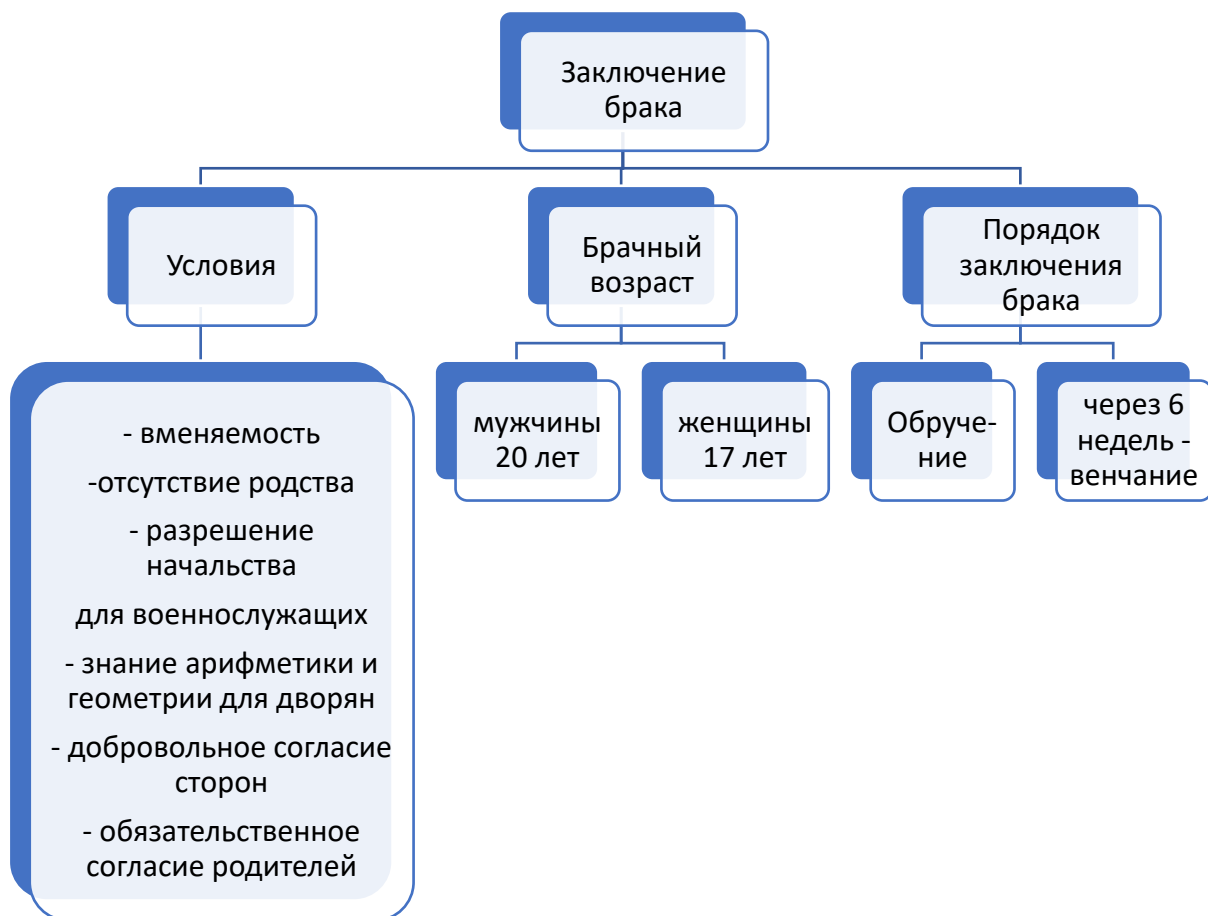 Заключение
брака
Условия
Брачный
возраст
Порядок
заключения
брака
- вменяемость
-отсутствие родства
- разрешение
начальства
для военнослужащих
- знание арифметики и
геометрии для дворян
- добровольное согласие
сторон
- обязательственное
согласие родителей
мужчины
20 лет
женщины
17 лет
Обруче-
ние
через 6
недель -
венчание